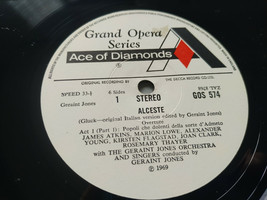 Grand Opera
Series
Ace of Diamonds
ORIGINAL RECORDING BY
THE DECCA RECORD CO. LTD.
SPEED 33⅓
6 Sides
1
STEREO
GOS 574
Geraint Jones
ALCESTE
(Gluck—original Italian version edited by Geraint Jones)
Overture
Act 1 (Part 1): Popoli che dolenti della sorte d'Admeto
JAMES ATKINS, MARION LOWE, ALEXANDER
YOUNG, KIRSTEN FLAGSTAD, JOAN CLARK,
ROSEMARY THAYER
with THE GERAINT JONES ORCHESTRA
AND SINGERS conducted by
GERAINT JONES
℗ 1969